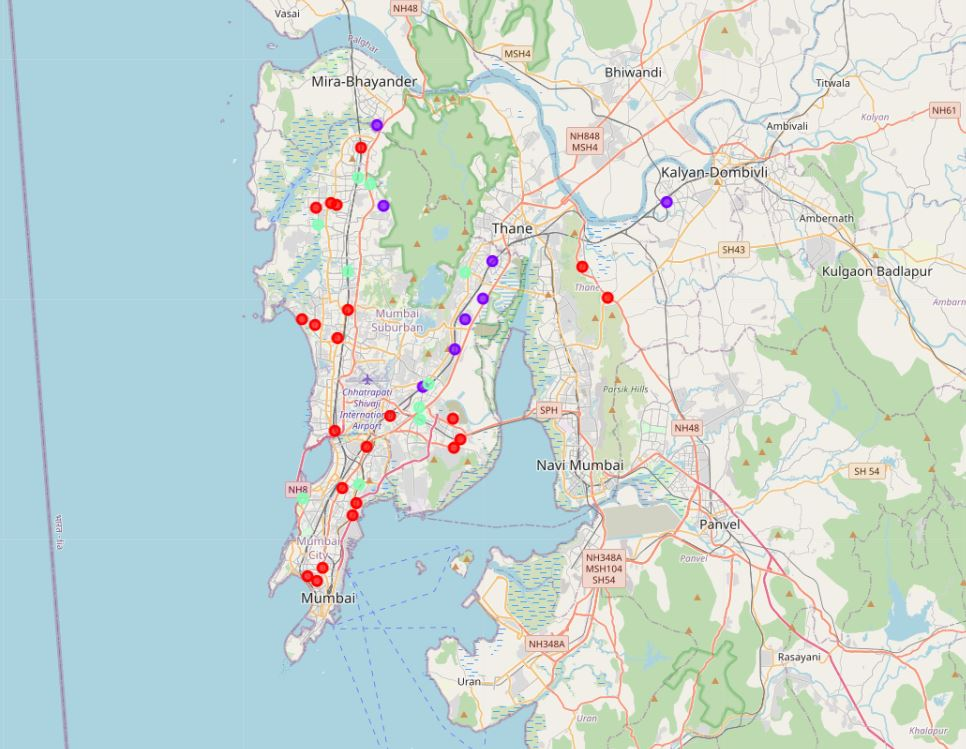 Vasai
NH48
Palghar
MSH4
Bhiwandi
Mira-Bhayander
Titwala
NH61
Kalyan
Ambivali
NH848
MSH4
Kalyan-Dombivli
Ambernath
Thane
SH43
Kulgaon Badlapur
Thane
Ambarn
Mumbai
Suburban
Chhatrapati
Shivaji
International
Airport
Parsik Hills
SPH
NH48
Navi Mumbai
SH 54
NH8
Panvel
Mumbai
City
NH348A
MSH104
SH54
Panvel
Mumbai
NH348A
Rasayani
Uran
Uran
Khalapur